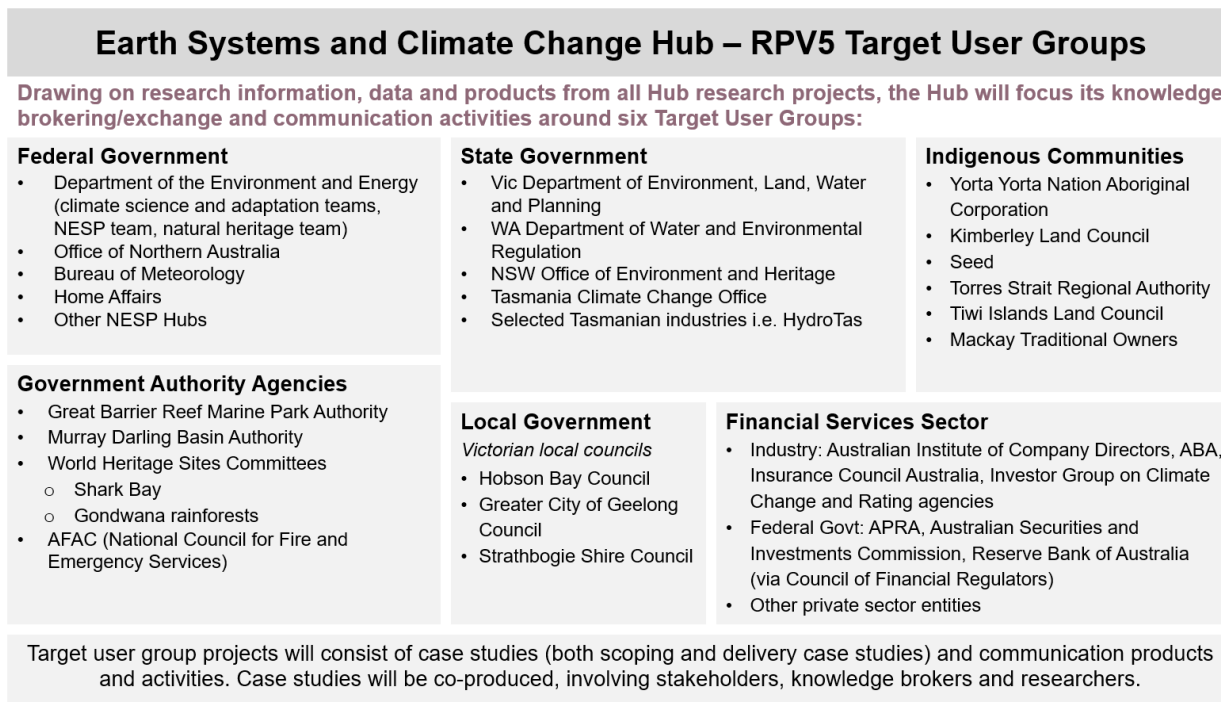 Earth Systems and Climate Change Hub – RPV5 Target User Groups
Drawing on research information, data and products from all Hub research projects, the Hub will focus its knowledge
brokering/exchange and communication activities around six Target User Groups:
Federal Government
• Department of the Environment and Energy
(climate science and adaptation teams,
NESP team, natural heritage team)
• Office of Northern Australia
• Bureau of Meteorology
• Home Affairs
• Other NESP Hubs
State Government
• Vic Department of Environment, Land, Water
and Planning
• WA Department of Water and Environmental
Regulation
• NSW Office of Environment and Heritage
• Tasmania Climate Change Office
• Selected Tasmanian industries i.e. HydroTas
Indigenous Communities
• Yorta Yorta Nation Aboriginal
Corporation
• Kimberley Land Council
• Seed
• Torres Strait Regional Authority
• Tiwi Islands Land Council
• Mackay Traditional Owners
Government Authority Agencies
• Great Barrier Reef Marine Park Authority
• Murray Darling Basin Authority
• World Heritage Sites Committees
o Shark Bay
o Gondwana rainforests
• AFAC (National Council for Fire and
Emergency Services)
Local Government
Victorian local councils
• Hobson Bay Council
• Greater City of Geelong
Council
• Strathbogie Shire Council
Financial Services Sector
• Industry: Australian Institute of Company Directors, ABA,
Insurance Council Australia, Investor Group on Climate
Change and Rating agencies
• Federal Govt: APRA, Australian Securities and
Investments Commission, Reserve Bank of Australia
(via Council of Financial Regulators)
• Other private sector entities
Target user group projects will consist of case studies (both scoping and delivery case studies) and communication products
and activities. Case studies will be co-produced, involving stakeholders, knowledge brokers and researchers.